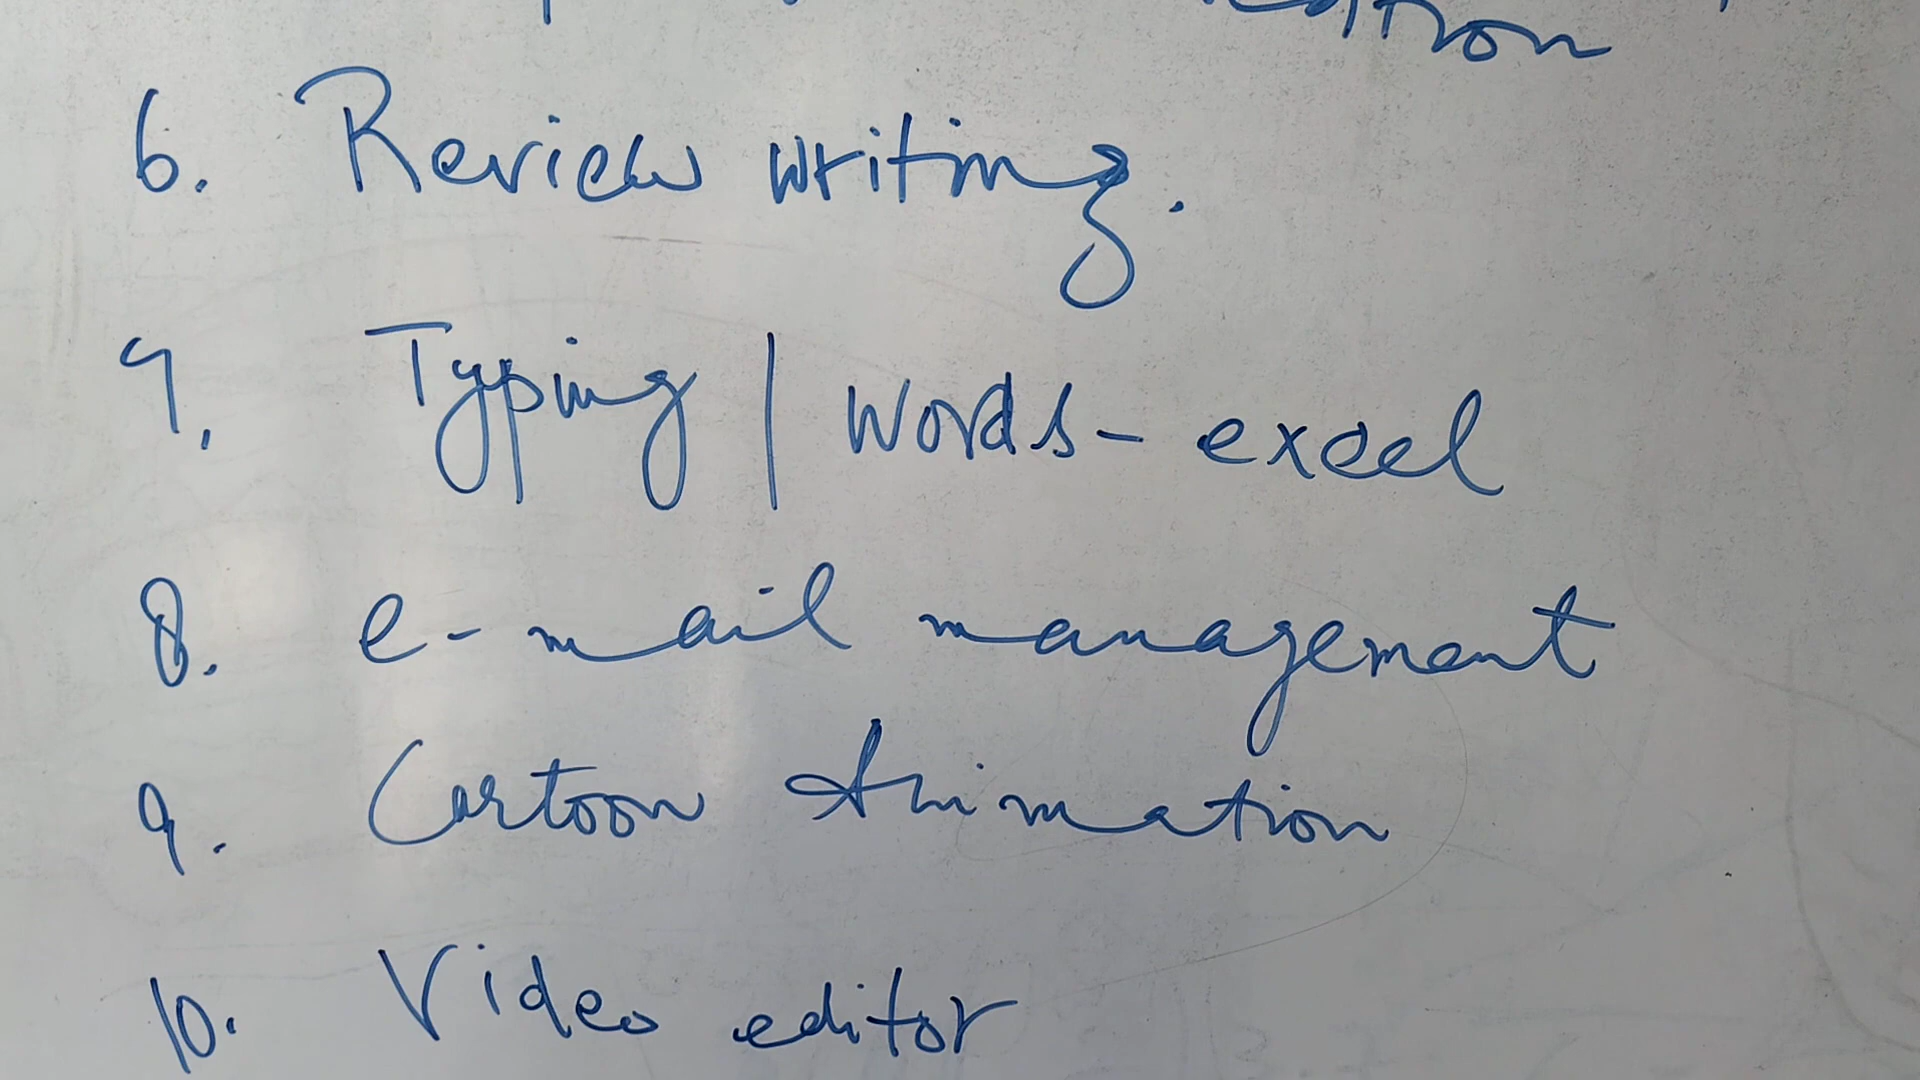 6. Review writing.
7. Typing | words - excel
8. e-mail management
9. Cartoon Animation
10. Video editor